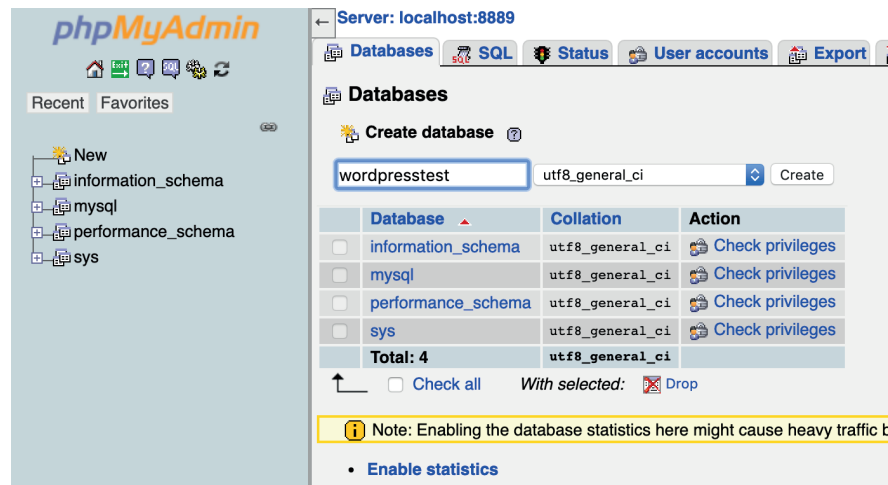 phpMyAdmin
Recent Favorites
New
information_schema
mysql
performance_schema
sys
Server: localhost:8889
Databases SQL Status User accounts Export
Databases
Create database
wordpresstest utf8_general_ci Create
Database Collation Action
information_schema utf8_general_ci Check privileges
mysql utf8_general_ci Check privileges
performance_schema utf8_general_ci Check privileges
sys utf8_general_ci Check privileges
Total: 4 utf8_general_ci
Check all With selected: Drop
Note: Enabling the database statistics here might cause heavy traffic
Enable statistics